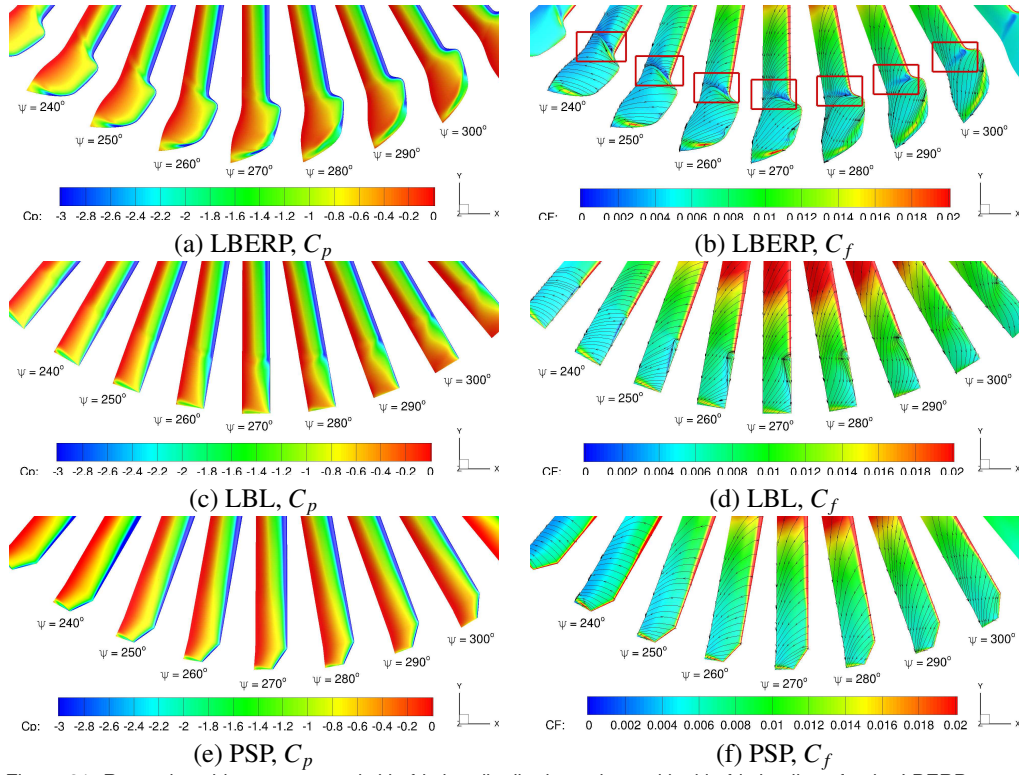 ψ = 240°
ψ = 250°
ψ = 260°
ψ = 270°
ψ = 280°
ψ = 290°
ψ = 300°
Cp: -3 -2.8 -2.6 -2.4 -2.2 -2 -1.8 -1.6 -1.4 -1.2 -1 -0.8 -0.6 -0.4 -0.2 0
Y
Z X
(a) LBERP, Cp
ψ = 240°
ψ = 250°
ψ = 260°
ψ = 270°
ψ = 280°
ψ = 290°
ψ = 300°
CF: 0 0.002 0.004 0.006 0.008 0.01 0.012 0.014 0.016 0.018 0.02
Y
Z X
(b) LBERP, Cf
ψ = 240°
ψ = 250°
ψ = 260°
ψ = 270°
ψ = 280°
ψ = 290°
ψ = 300°
Cp: -3 -2.8 -2.6 -2.4 -2.2 -2 -1.8 -1.6 -1.4 -1.2 -1 -0.8 -0.6 -0.4 -0.2 0
Y
Z X
(c) LBL, Cp
ψ = 240°
ψ = 250°
ψ = 260°
ψ = 270°
ψ = 280°
ψ = 290°
ψ = 300°
CF: 0 0.002 0.004 0.006 0.008 0.01 0.012 0.014 0.016 0.018 0.02
Y
Z X
(d) LBL, Cf
ψ = 240°
ψ = 250°
ψ = 260°
ψ = 270°
ψ = 280°
ψ = 290°
ψ = 300°
Cp: -3 -2.8 -2.6 -2.4 -2.2 -2 -1.8 -1.6 -1.4 -1.2 -1 -0.8 -0.6 -0.4 -0.2 0
Y
Z X
(e) PSP, Cp
ψ = 240°
ψ = 250°
ψ = 260°
ψ = 270°
ψ = 280°
ψ = 290°
ψ = 300°
CF: 0 0.002 0.004 0.006 0.008 0.01 0.012 0.014 0.016 0.018 0.02
Y
Z X
(f) PSP, Cf